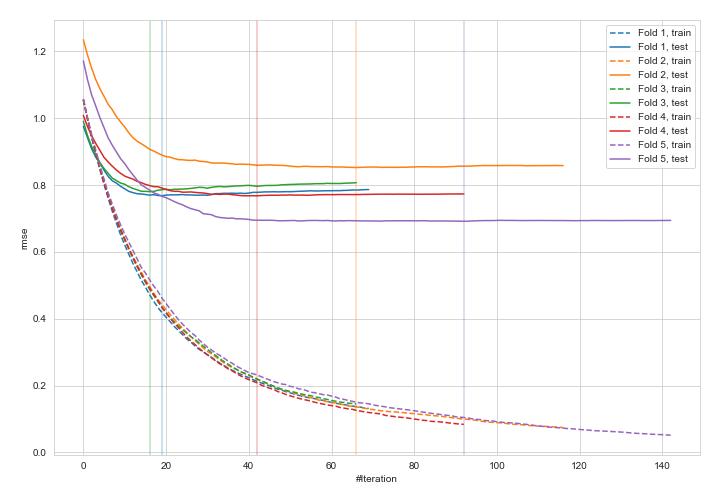 1.2
1.0
0.8
0.6
0.4
0.2
0.0
rmse
0
20
40
60
80
100
120
140
#Iteration
Fold 1, train
Fold 1, test
Fold 2, train
Fold 2, test
Fold 3, train
Fold 3, test
Fold 4, train
Fold 4, test
Fold 5, train
Fold 5, test